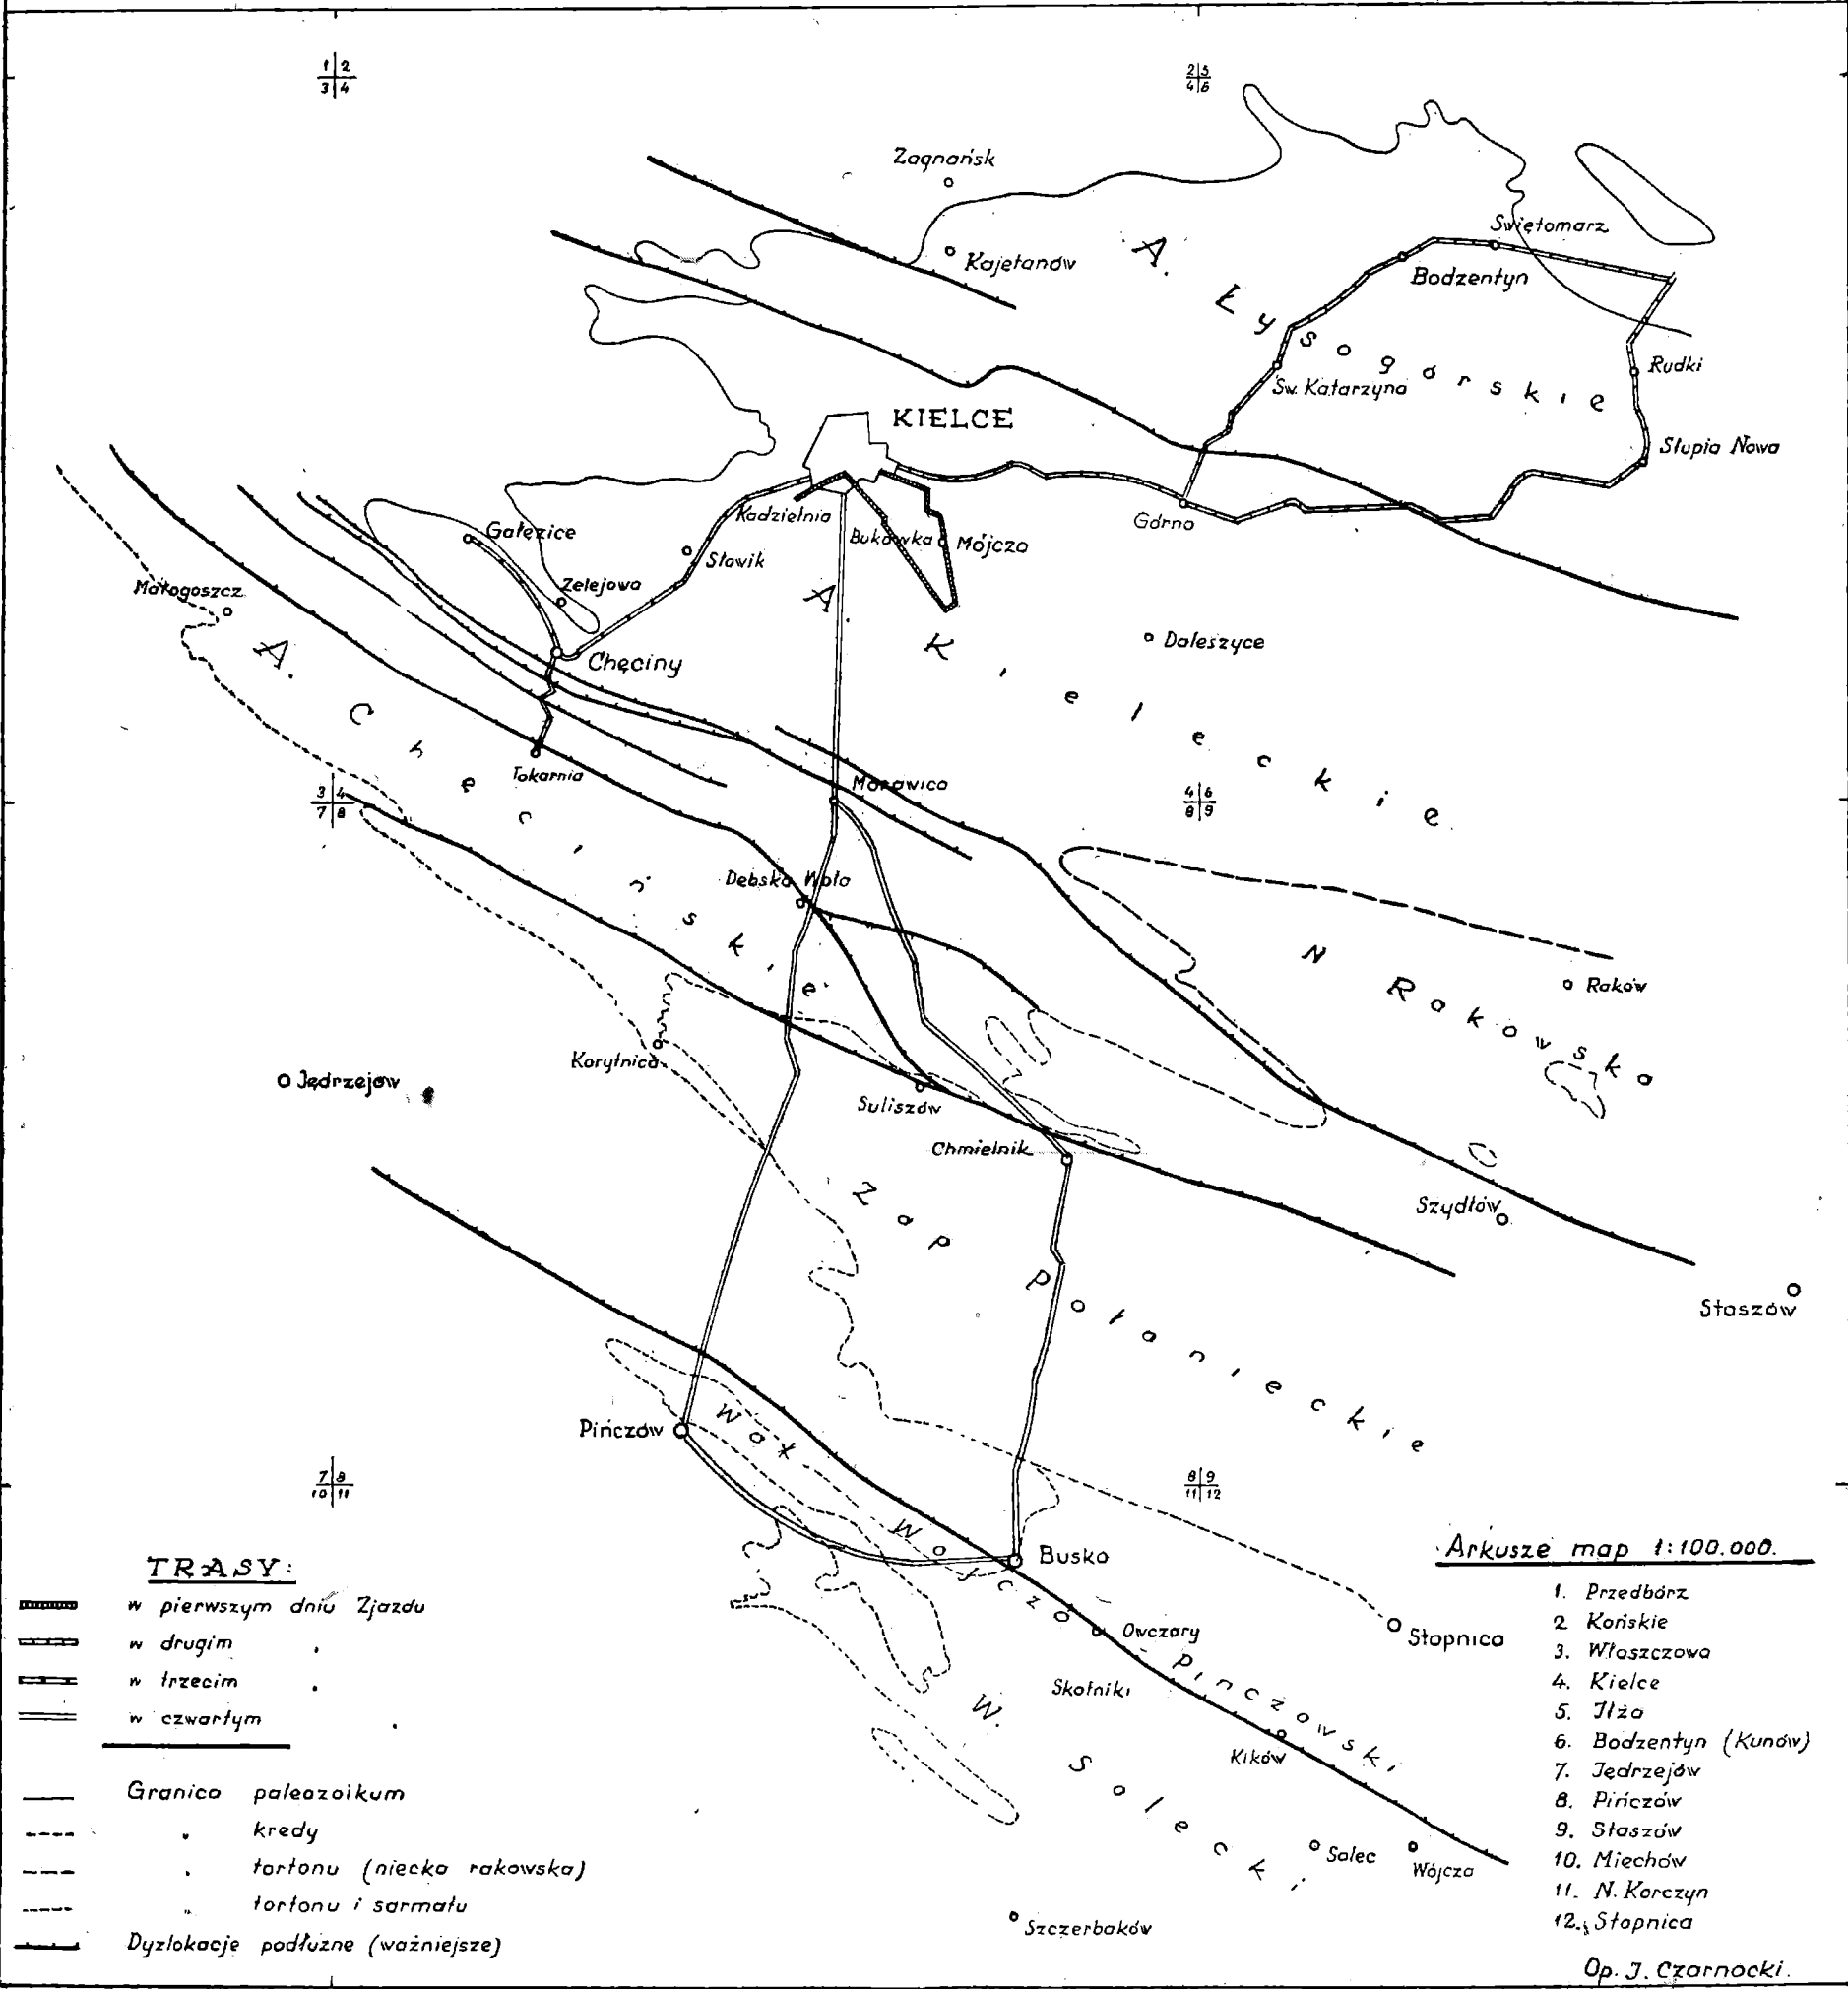 1 2
3 4
2 5
4 6
Zagnańsk
Kajetanów
Świętomarz
Bodzentyn
A. Łysogórskie
Św. Katarzyna
Rudki
Słupia Nowa
KIELCE
Górno
Kadzielnia
Bukówka
Mójcza
Słowik
Gałęzice
Zelejowa
Małogoszcz
Chęciny
A. Chęcińskie
A Kieleckie
Daleszyce
Tokarnia
Morawica
3 4
7 8
4 6
8 9
Dębska Wola
N Rakowska
Raków
Korytnica
Jędrzejów
Suliszów
Chmielnik
Szydłów
Staszów
Zap Połanieckie
Pińczów
Wał Wójczo-Pińczowski
7 8
10 11
8 9
11 12
Busko
Owczary
Stopnica
Skotniki
Kików
W. Solecki
Solec
Wójcza
Szczerbaków
TRASY:
w pierwszym dniu Zjazdu
w drugim "
w trzecim "
w czwartym "
Granica paleozoikum
" kredy
" tortonu (niecka rakowska)
" tortonu i sarmatu
Dyzlokacje podłużne (ważniejsze)
Arkusze map 1:100.000.
1. Przedbórz
2 Końskie
3. Włoszczowa
4. Kielce
5. Iłża
6. Bodzentyn (Kunów)
7. Jędrzejów
8. Pińczów
9. Staszów
10. Miechów
11. N. Korczyn
12. Stopnica
Op. J. Czarnocki.